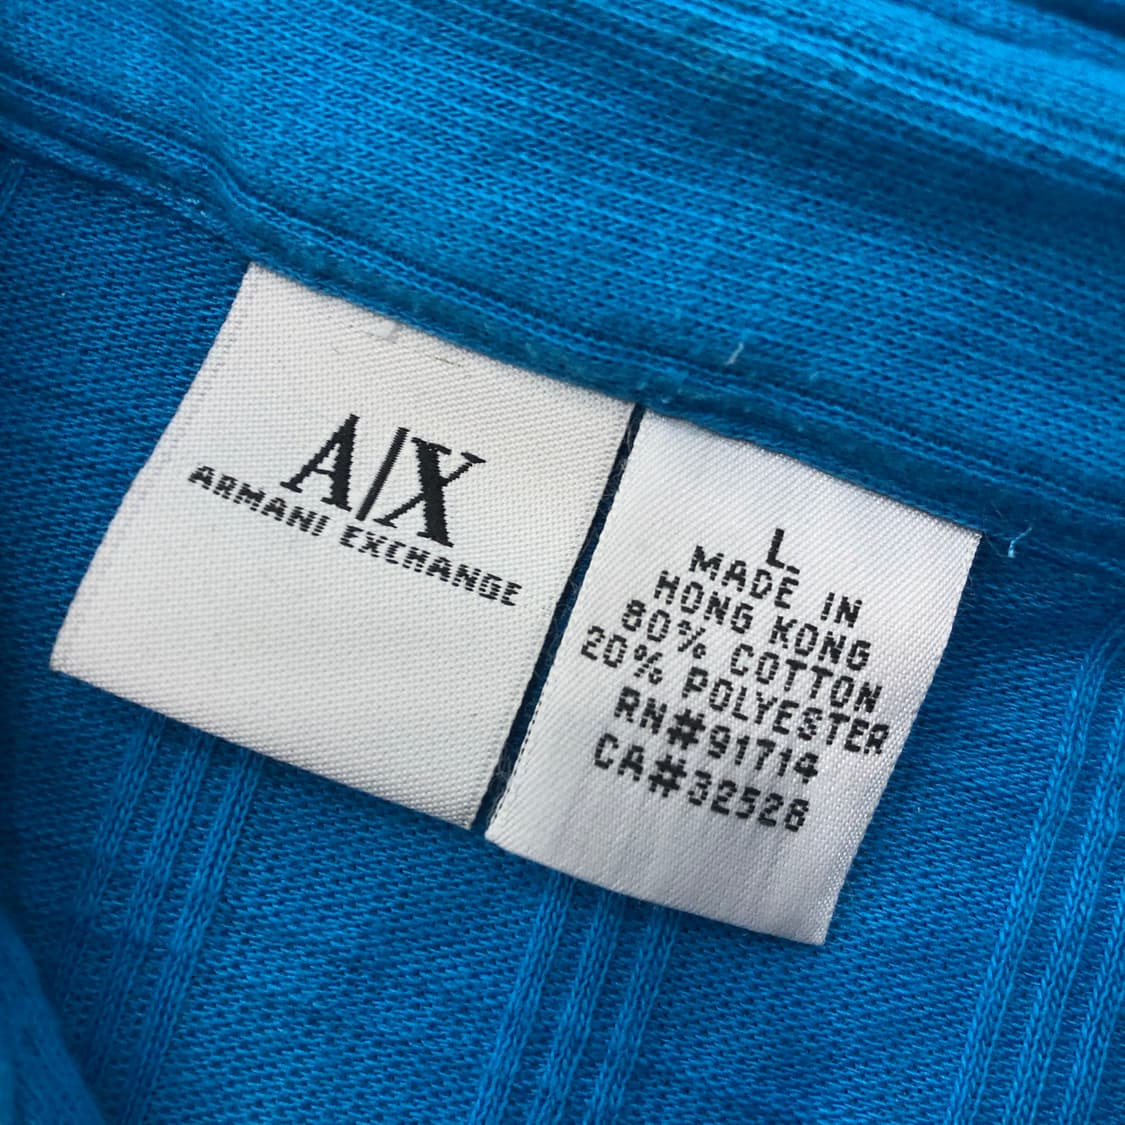 A|X
ARMANI EXCHANGE
L
MADE IN
HONG KONG
80% COTTON
20% POLYESTER
RN#91714
CA#32526